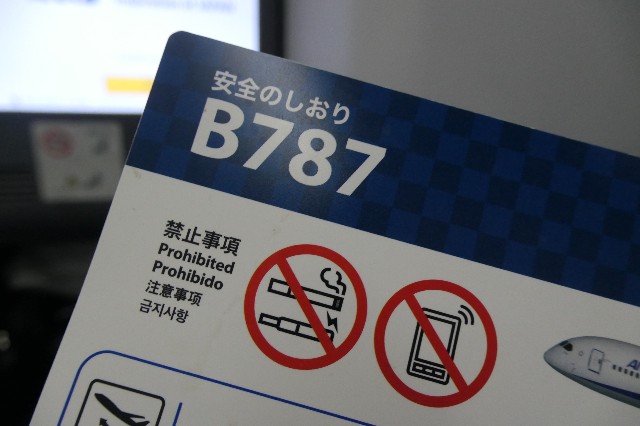 安全のしおり
B787
禁止事項
Prohibited
Prohibido
注意事项
금지사항